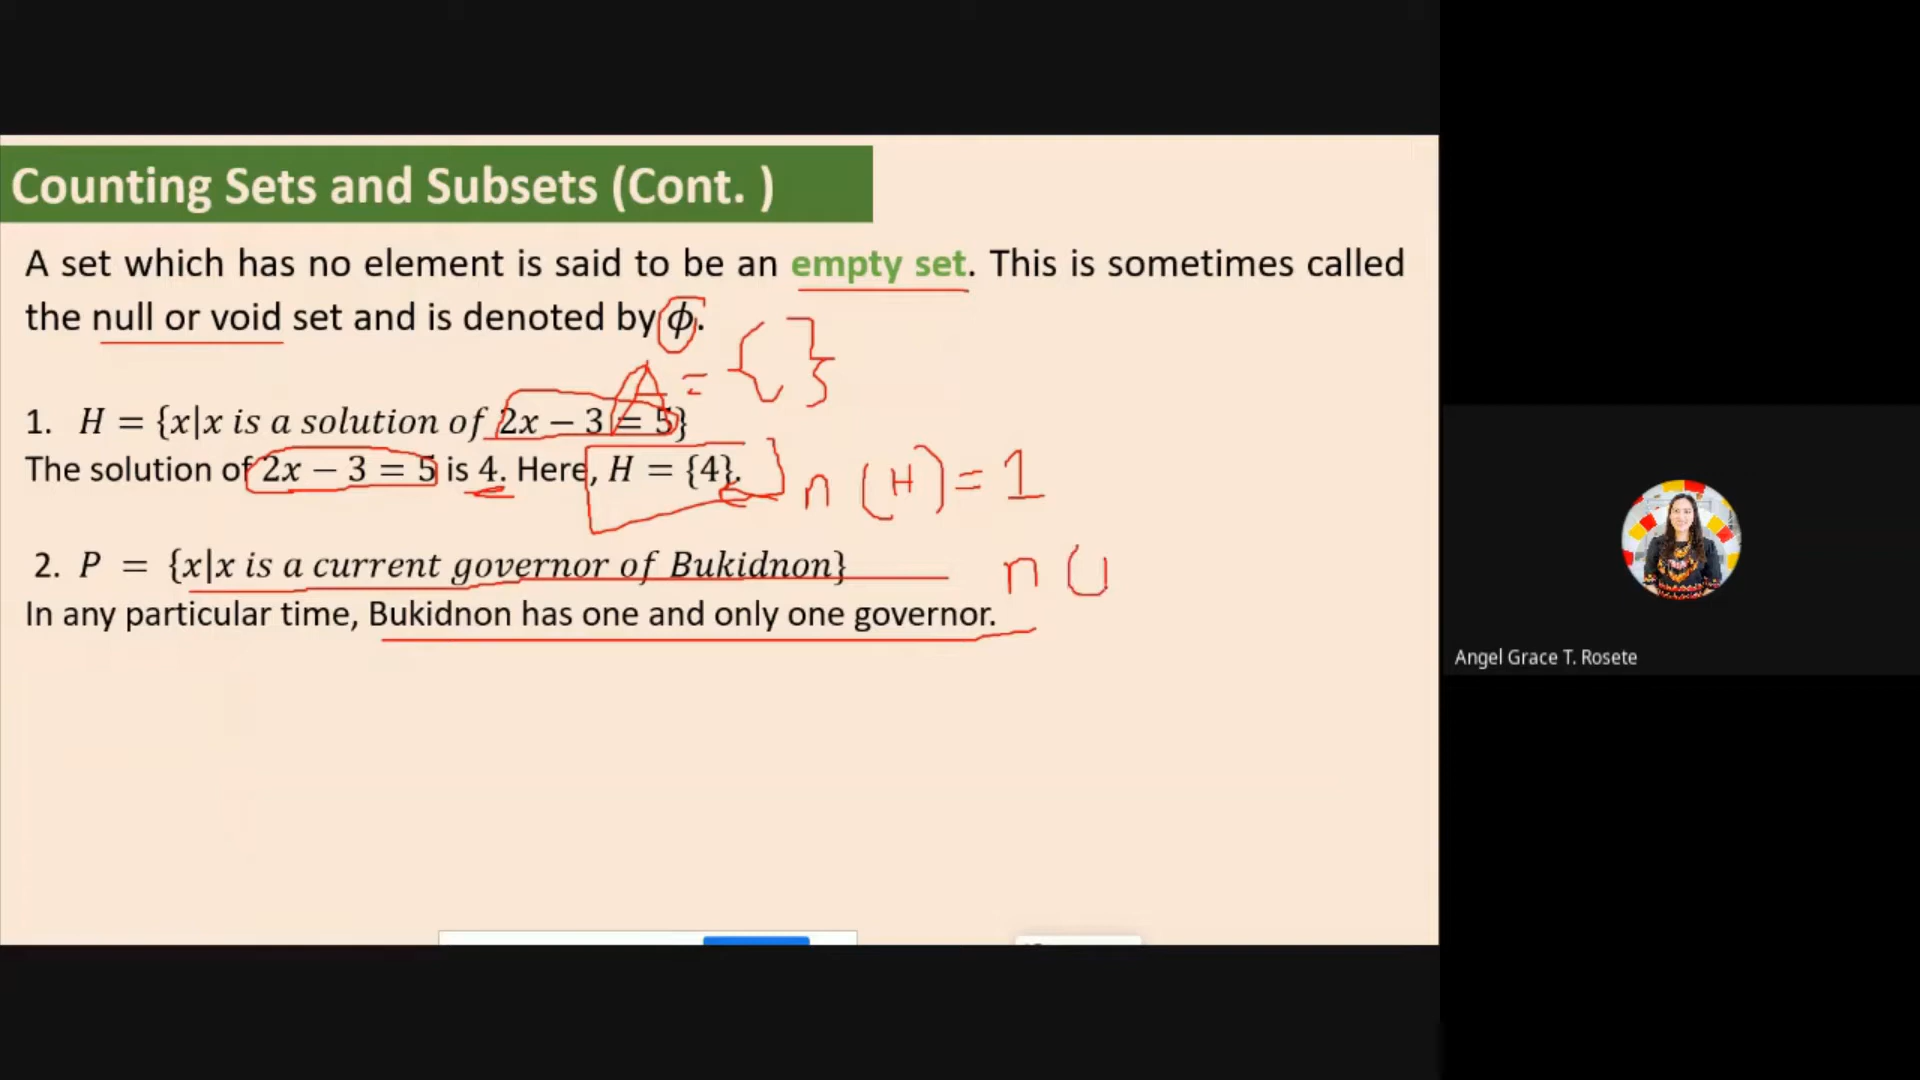 Counting Sets and Subsets (Cont. )
A set which has no element is said to be an empty set. This is sometimes called
the null or void set and is denoted by ϕ.
A = { }
1. H = {x|x is a solution of 2x − 3 = 5}
The solution of 2x − 3 = 5 is 4. Here, H = {4}. n (H) = 1
2. P = {x|x is a current governor of Bukidnon} n (
In any particular time, Bukidnon has one and only one governor.
Angel Grace T. Rosete